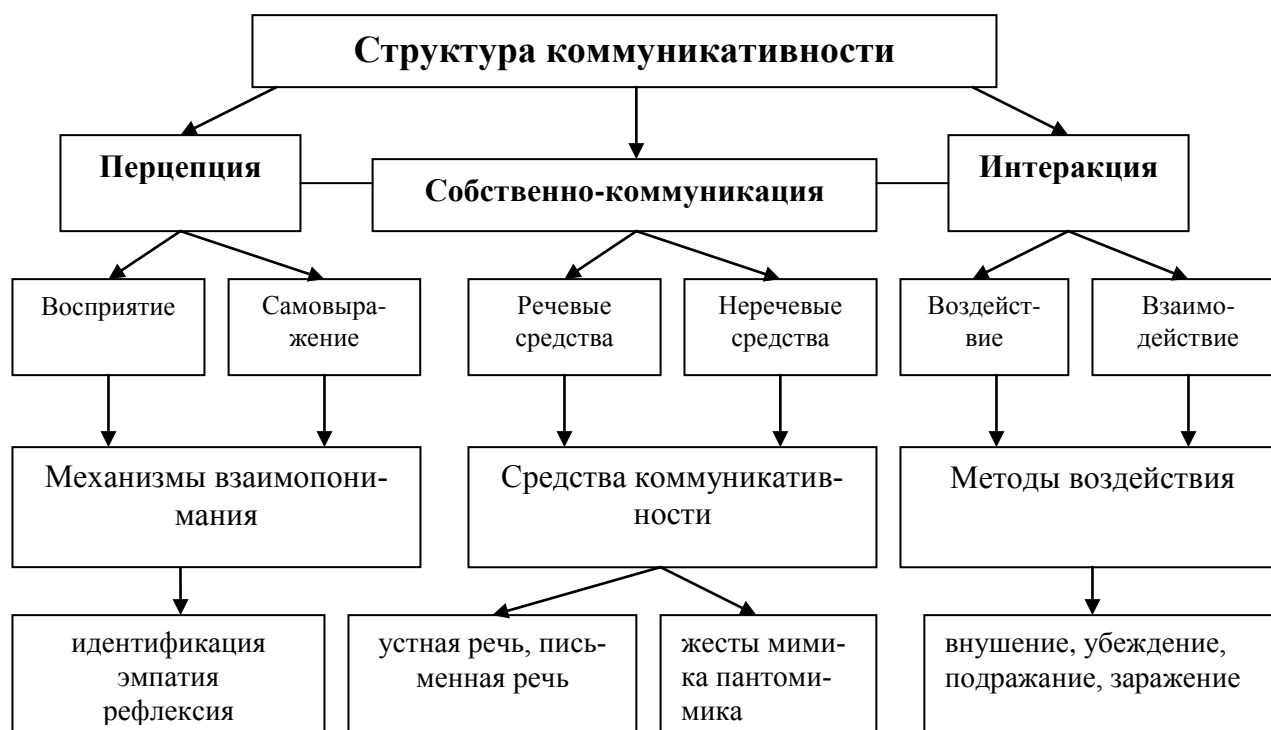 Структура коммуникативности
Перцепция
Собственно-коммуникация
Интеракция
Восприятие
Самовыра-
жение
Речевые
средства
Неречевые
средства
Воздейст-
вие
Взаимо-
действие
Механизмы взаимопони-
мания
Средства коммуникатив-
ности
Методы воздействия
идентификация
эмпатия
рефлексия
устная речь, пись-
менная речь
жесты мими-
ка пантоми-
мика
внушение, убеждение,
подражание, заражение